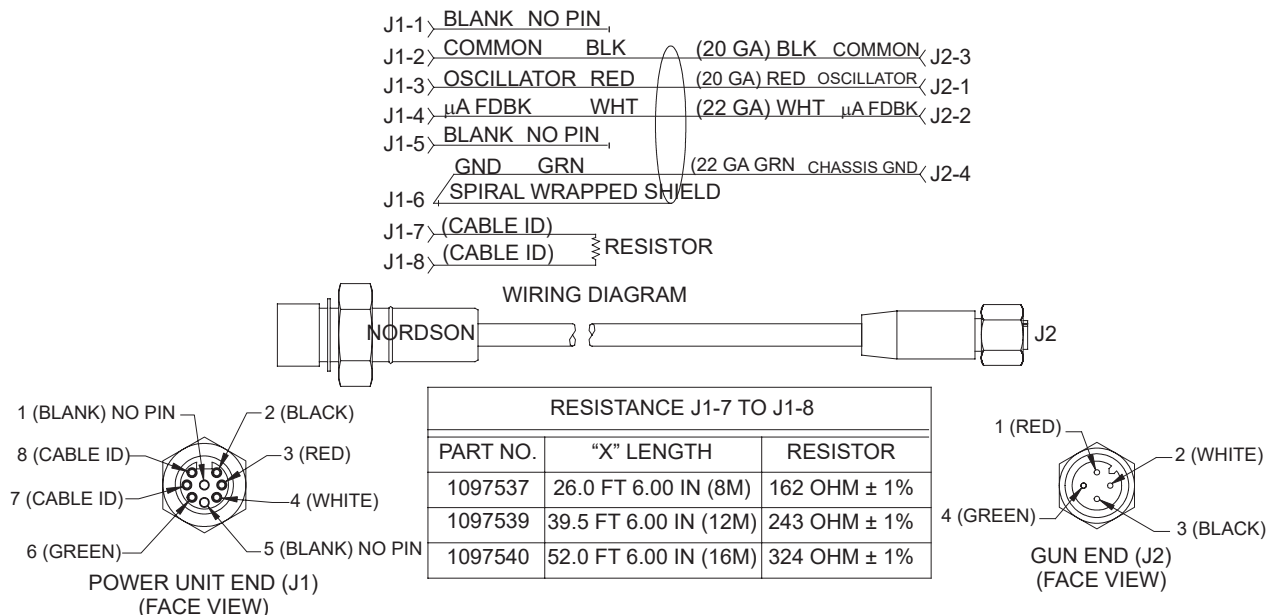 J1-1 BLANK NO PIN
J1-2 COMMON BLK (20 GA) BLK COMMON J2-3
J1-3 OSCILLATOR RED (20 GA) RED OSCILLATOR J2-1
J1-4 μA FDBK WHT (22 GA) WHT μA FDBK J2-2
J1-5 BLANK NO PIN
GND GRN (22 GA GRN CHASSIS GND J2-4
J1-6 SPIRAL WRAPPED SHIELD
J1-7 (CABLE ID)
RESISTOR
J1-8 (CABLE ID)
WIRING DIAGRAM
NORDSON
J2
1 (BLANK) NO PIN
2 (BLACK)
8 (CABLE ID)
3 (RED)
7 (CABLE ID)
4 (WHITE)
6 (GREEN)
5 (BLANK) NO PIN
POWER UNIT END (J1)
(FACE VIEW)
RESISTANCE J1-7 TO J1-8
PART NO. “X” LENGTH RESISTOR
1097537 26.0 FT 6.00 IN (8M) 162 OHM ± 1%
1097539 39.5 FT 6.00 IN (12M) 243 OHM ± 1%
1097540 52.0 FT 6.00 IN (16M) 324 OHM ± 1%
1 (RED)
2 (WHITE)
4 (GREEN)
3 (BLACK)
GUN END (J2)
(FACE VIEW)